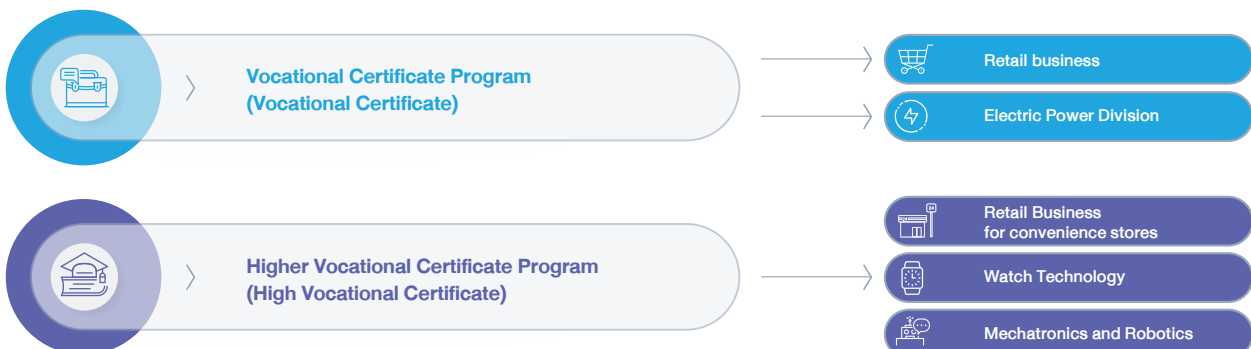 Vocational Certificate Program
(Vocational Certificate)
Retail business
Electric Power Division
Higher Vocational Certificate Program
(High Vocational Certificate)
24
Retail Business
for convenience stores
Watch Technology
Mechatronics and Robotics